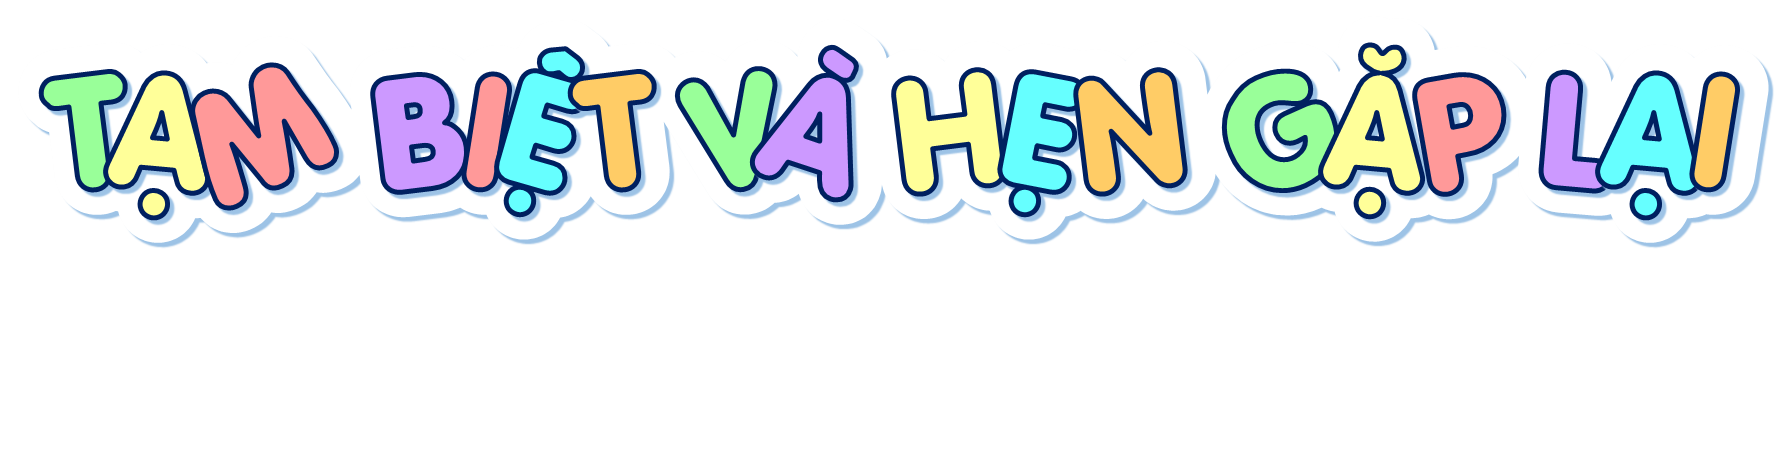 TẠM BIỆT VÀ HẸN GẶP LẠI